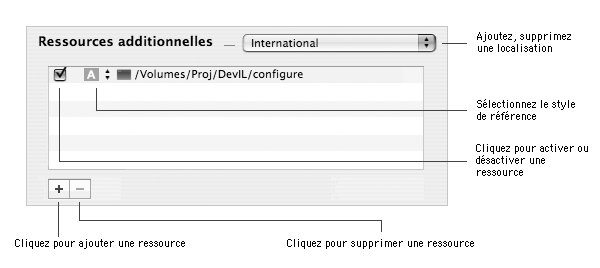 Ressources additionnelles
International
Ajoutez, supprimez
une localisation
A /Volumes/Proj/DevIL/configure
Sélectionnez le style
de référence
Cliquez pour activer ou
désactiver une
ressource
+ −
Cliquez pour ajouter une ressource
Cliquez pour supprimer une ressource